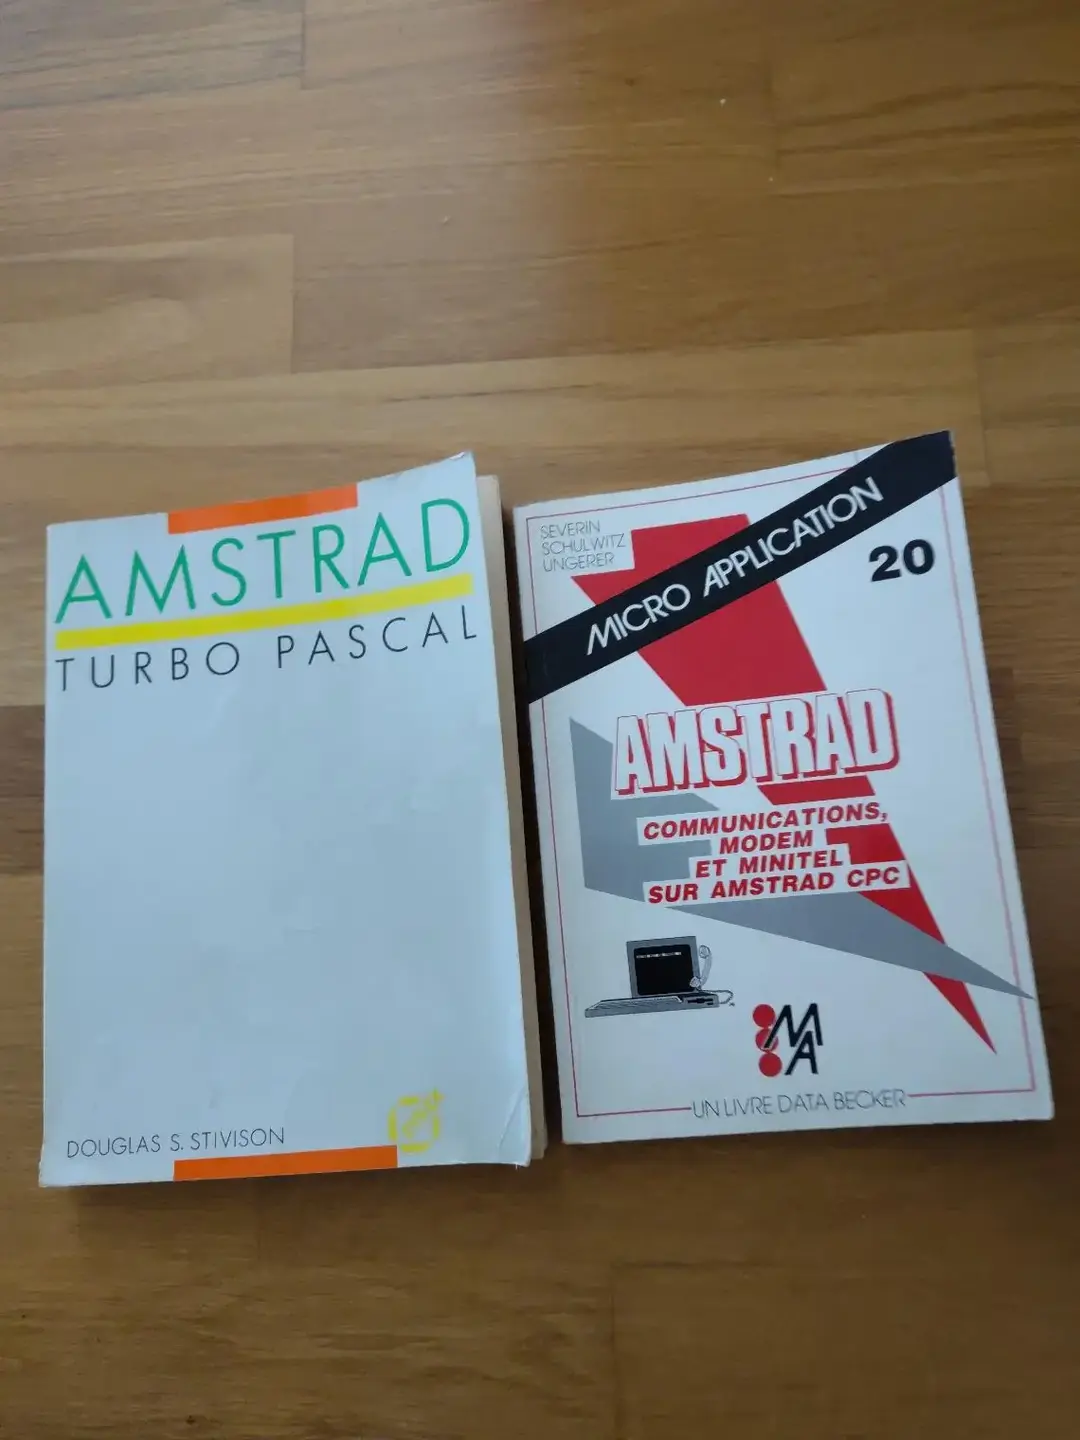 AMSTRAD
TURBO PASCAL
DOUGLAS S. STIVISON
SEVERIN
SCHULWITZ
UNGERER
MICRO APPLICATION
20
AMSTRAD
COMMUNICATIONS,
MODEM
ET MINITEL
SUR AMSTRAD CPC
MA
UN LIVRE DATA BECKER